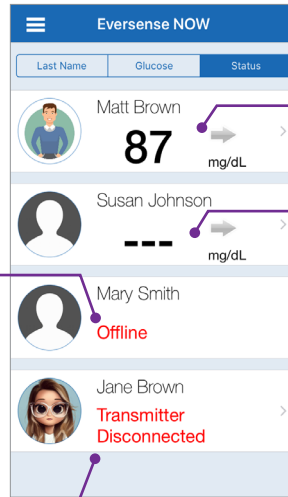 Eversense NOW
Last Name Glucose Status
Matt Brown
87
mg/dL
Susan Johnson
---
mg/dL
Mary Smith
Offline
Jane Brown
Transmitter
Disconnected